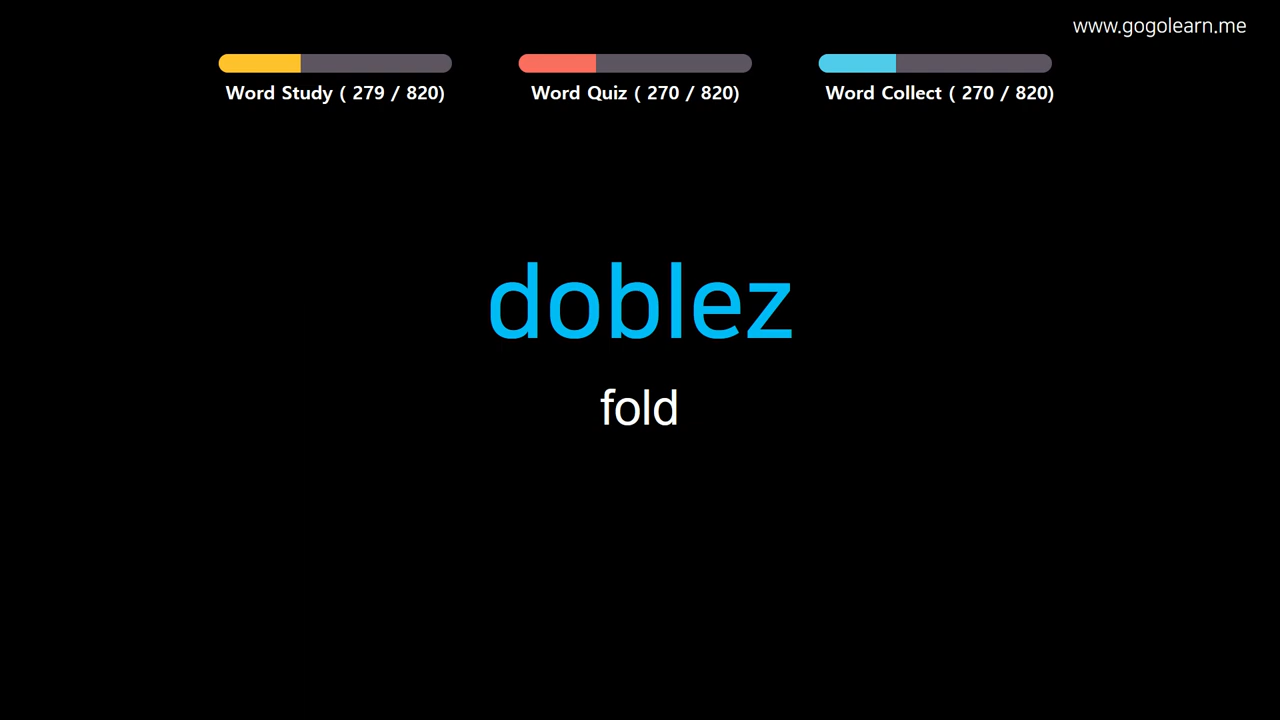 www.gogolearn.me
Word Study ( 279 / 820)
Word Quiz ( 270 / 820)
Word Collect ( 270 / 820)
doblez
fold